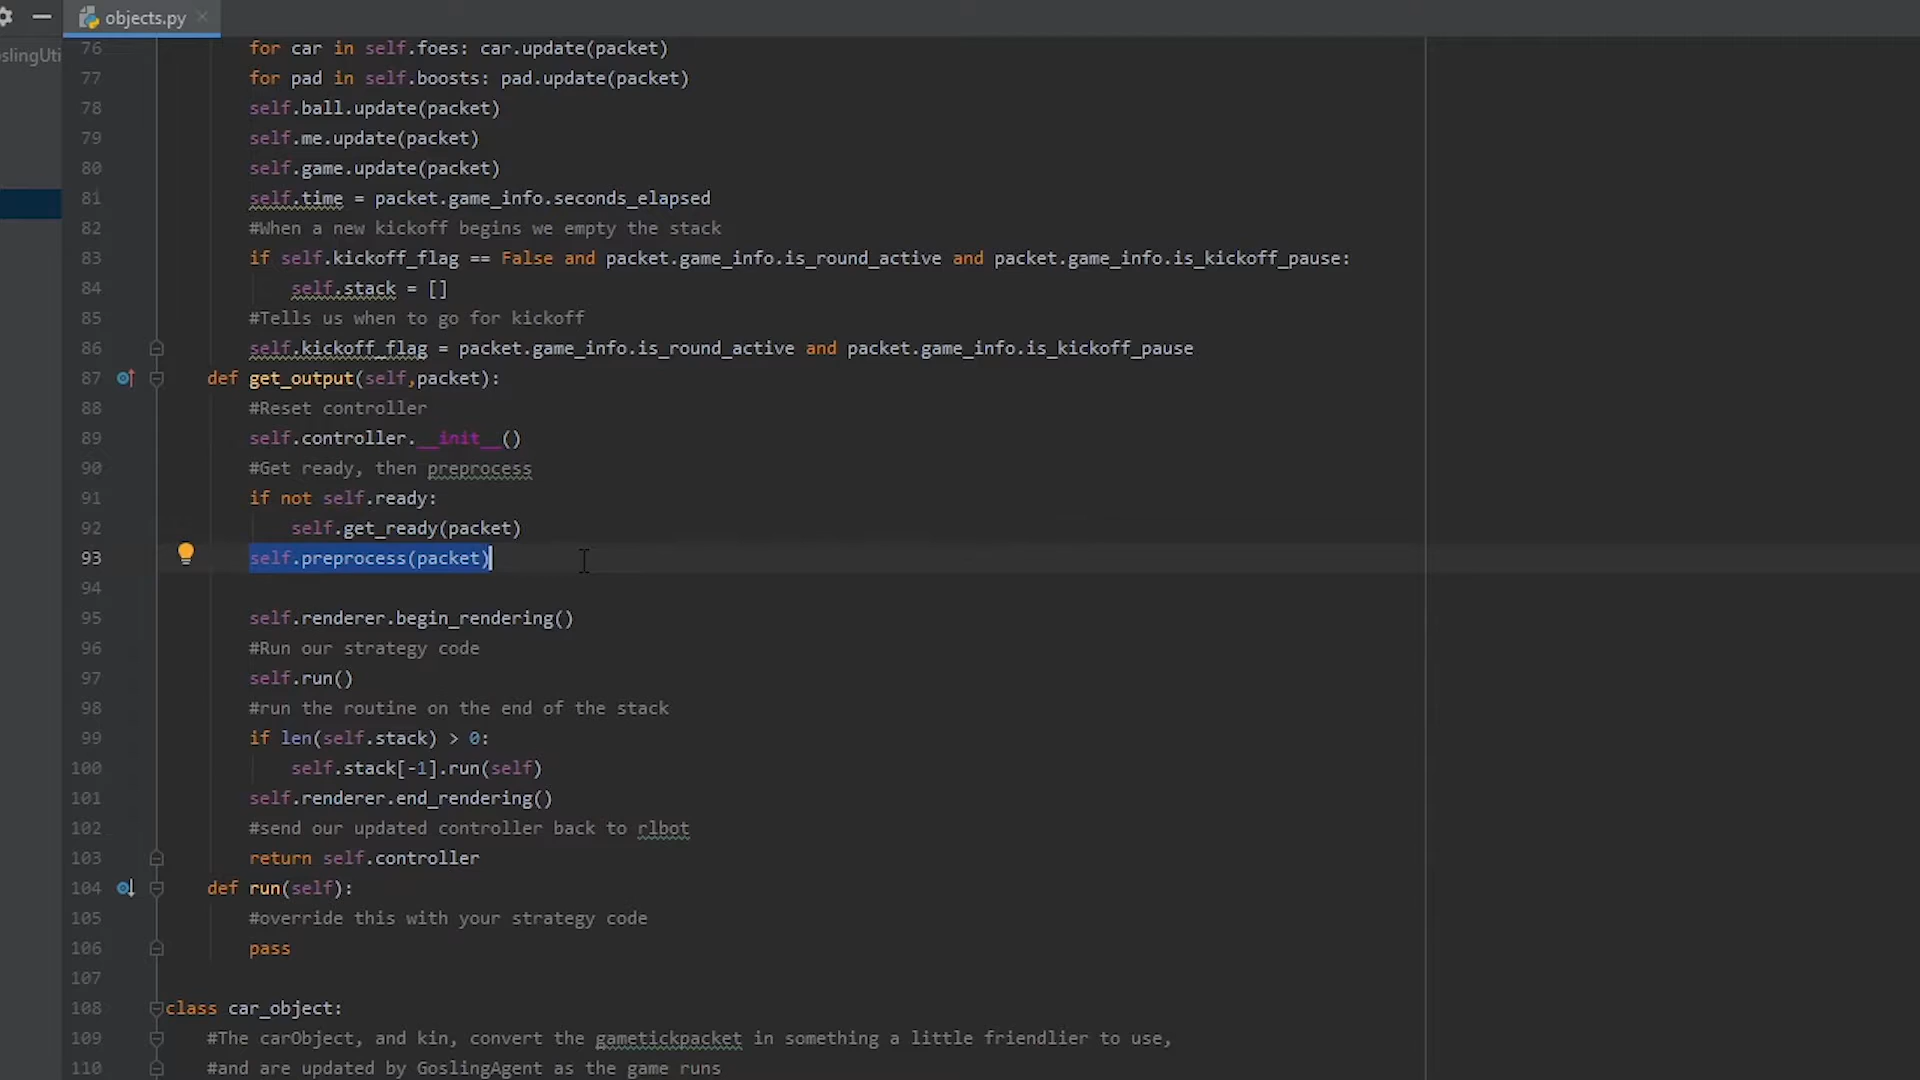 objects.py
slingUti
76 for car in self.foes: car.update(packet)
77 for pad in self.boosts: pad.update(packet)
78 self.ball.update(packet)
79 self.me.update(packet)
80 self.game.update(packet)
81 self.time = packet.game_info.seconds_elapsed
82 #When a new kickoff begins we empty the stack
83 if self.kickoff_flag == False and packet.game_info.is_round_active and packet.game_info.is_kickoff_pause:
84 self.stack = []
85 #Tells us when to go for kickoff
86 self.kickoff_flag = packet.game_info.is_round_active and packet.game_info.is_kickoff_pause
87 def get_output(self,packet):
88 #Reset controller
89 self.controller.__init__()
90 #Get ready, then preprocess
91 if not self.ready:
92 self.get_ready(packet)
93 self.preprocess(packet)
94
95 self.renderer.begin_rendering()
96 #Run our strategy code
97 self.run()
98 #run the routine on the end of the stack
99 if len(self.stack) > 0:
100 self.stack[-1].run(self)
101 self.renderer.end_rendering()
102 #send our updated controller back to rlbot
103 return self.controller
104 def run(self):
105 #override this with your strategy code
106 pass
107
108 class car_object:
109 #The carObject, and kin, convert the gametickpacket in something a little friendlier to use,
110 #and are updated by GoslingAgent as the game runs